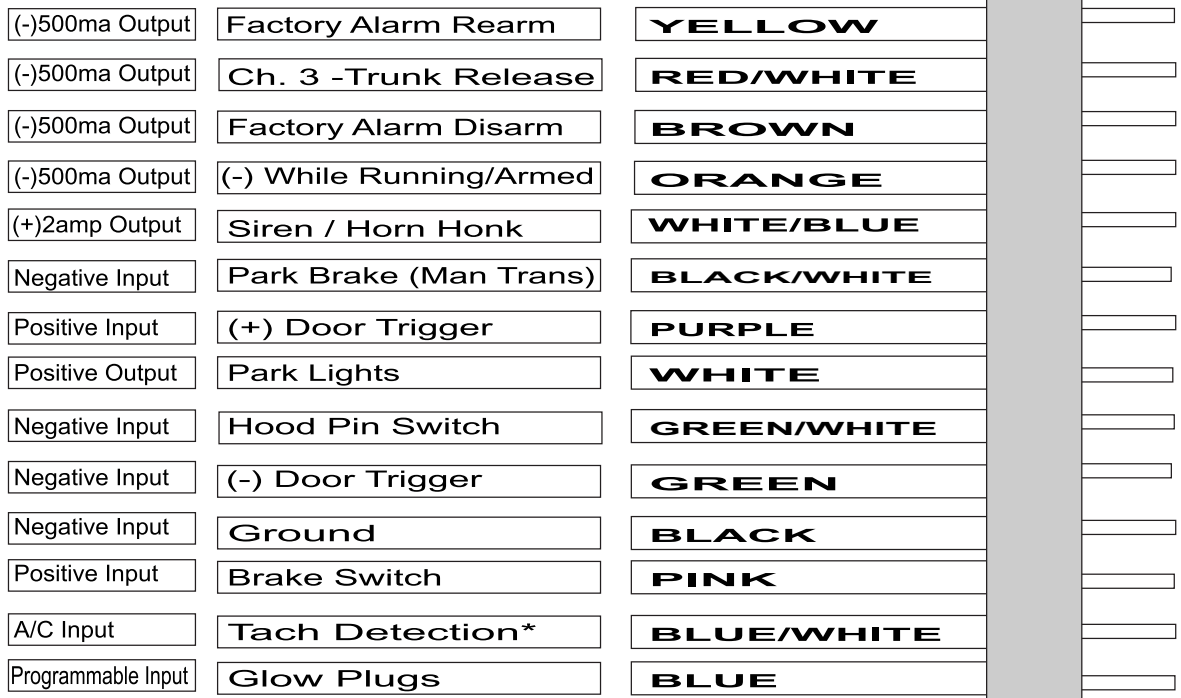 (-)500ma Output Factory Alarm Rearm YELLOW
(-)500ma Output Ch. 3 -Trunk Release RED/WHITE
(-)500ma Output Factory Alarm Disarm BROWN
(-)500ma Output (-) While Running/Armed ORANGE
(+)2amp Output Siren / Horn Honk WHITE/BLUE
Negative Input Park Brake (Man Trans) BLACK/WHITE
Positive Input (+) Door Trigger PURPLE
Positive Output Park Lights WHITE
Negative Input Hood Pin Switch GREEN/WHITE
Negative Input (-) Door Trigger GREEN
Negative Input Ground BLACK
Positive Input Brake Switch PINK
A/C Input Tach Detection* BLUE/WHITE
Programmable Input Glow Plugs BLUE